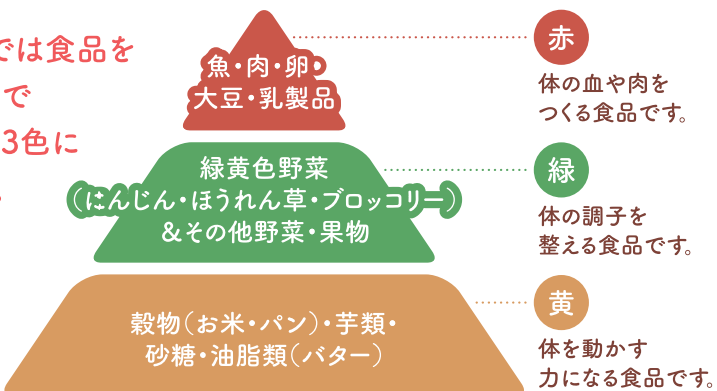 では食品を
で
3色に
魚・肉・卵・
大豆・乳製品
赤
体の血や肉を
つくる食品です。
緑黄色野菜
（にんじん・ほうれん草・ブロッコリー）
＆その他野菜・果物
緑
体の調子を
整える食品です。
穀物（お米・パン）・芋類・
砂糖・油脂類（バター）
黄
体を動かす
力になる食品です。